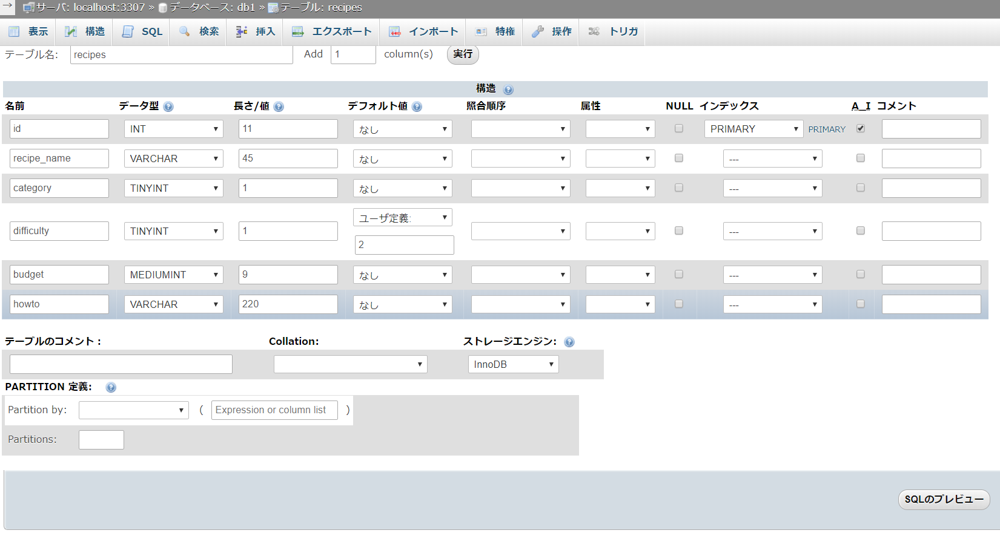 → サーバ: localhost:3307 » データベース: db1 » テーブル: recipes
表示 構造 SQL 検索 挿入 エクスポート インポート 特権 操作 トリガ
テーブル名: recipes Add 1 column(s) 実行
構造
名前 データ型 長さ/値 デフォルト値 照合順序 属性 NULL インデックス A_I コメント
id INT 11 なし PRIMARY PRIMARY
recipe_name VARCHAR 45 なし ---
category TINYINT 1 なし ---
difficulty TINYINT 1 ユーザ定義: ---
2
budget MEDIUMINT 9 なし ---
howto VARCHAR 220 なし ---
テーブルのコメント : Collation: ストレージエンジン:
InnoDB
PARTITION 定義:
Partition by: ( Expression or column list )
Partitions:
SQLのプレビュー